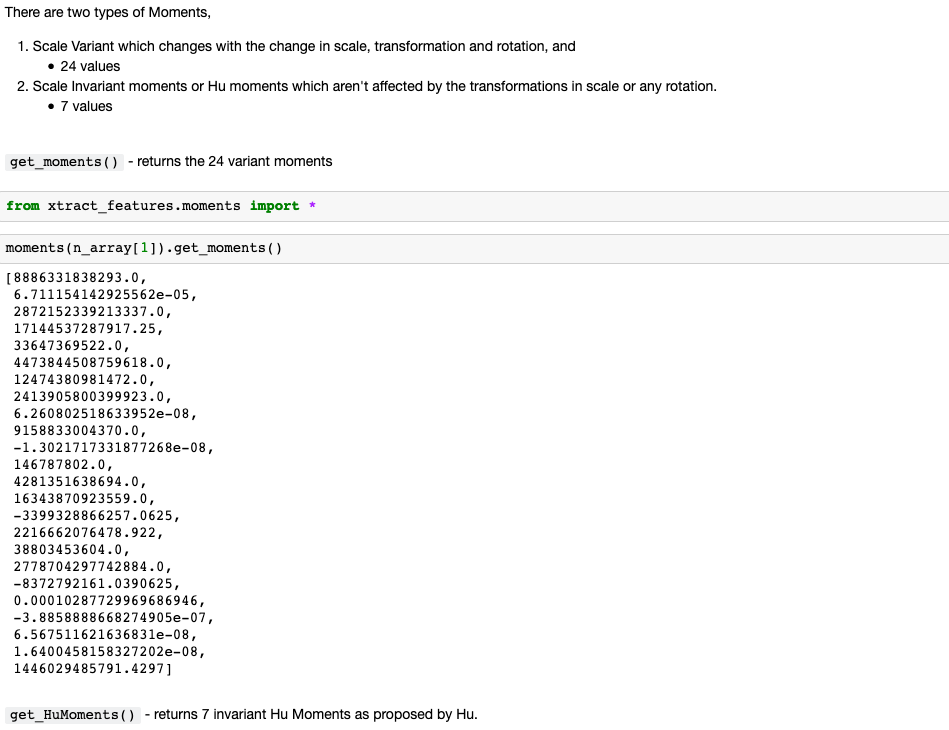 There are two types of Moments,
1. Scale Variant which changes with the change in scale, transformation and rotation, and
• 24 values
2. Scale Invariant moments or Hu moments which aren't affected by the transformations in scale or any rotation.
• 7 values
get_moments() - returns the 24 variant moments
from xtract_features.moments import *
moments(n_array[1]).get_moments()
[8886331838293.0,
6.711154142925562e-05,
2872152339213337.0,
17144537287917.25,
33647369522.0,
4473844508759618.0,
12474380981472.0,
2413905800399923.0,
6.260802518633952e-08,
9158833004370.0,
-1.3021717331877268e-08,
146787802.0,
4281351638694.0,
16343870923559.0,
-3399328866257.0625,
2216662076478.922,
38803453604.0,
2778704297742884.0,
-8372792161.0390625,
0.00010287729969686946,
-3.8858888668274905e-07,
6.567511621636831e-08,
1.6400458158327202e-08,
1446029485791.4297]
get_HuMoments() - returns 7 invariant Hu Moments as proposed by Hu.